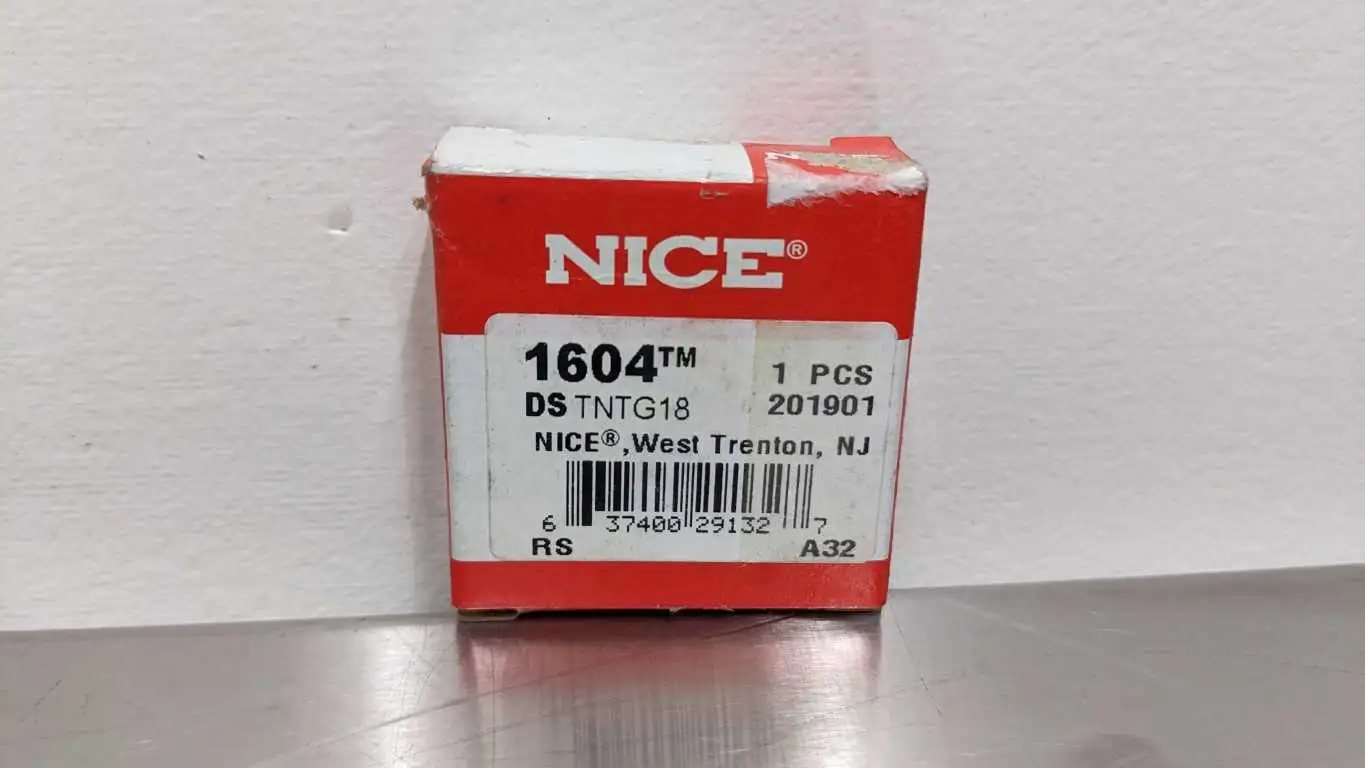 NICE®
1604™ 1 PCS
DS TNTG18 201901
NICE®,West Trenton, NJ
6 37400 29132 7
RS A32